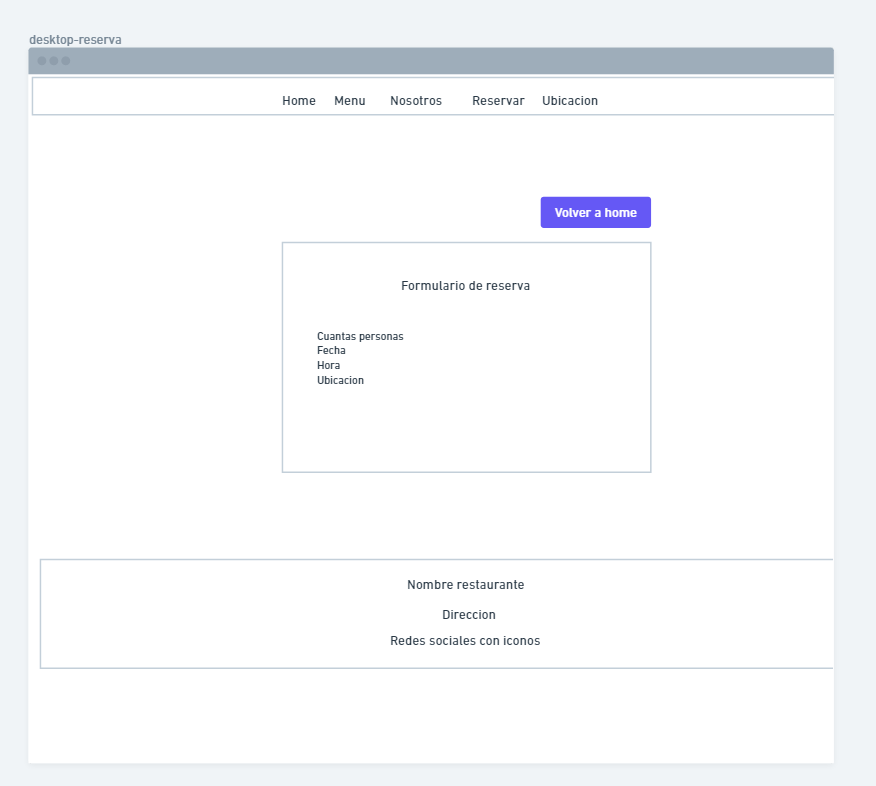 desktop-reserva
Home Menu Nosotros Reservar Ubicacion
Volver a home
Formulario de reserva
Cuantas personas
Fecha
Hora
Ubicacion
Nombre restaurante
Direccion
Redes sociales con iconos